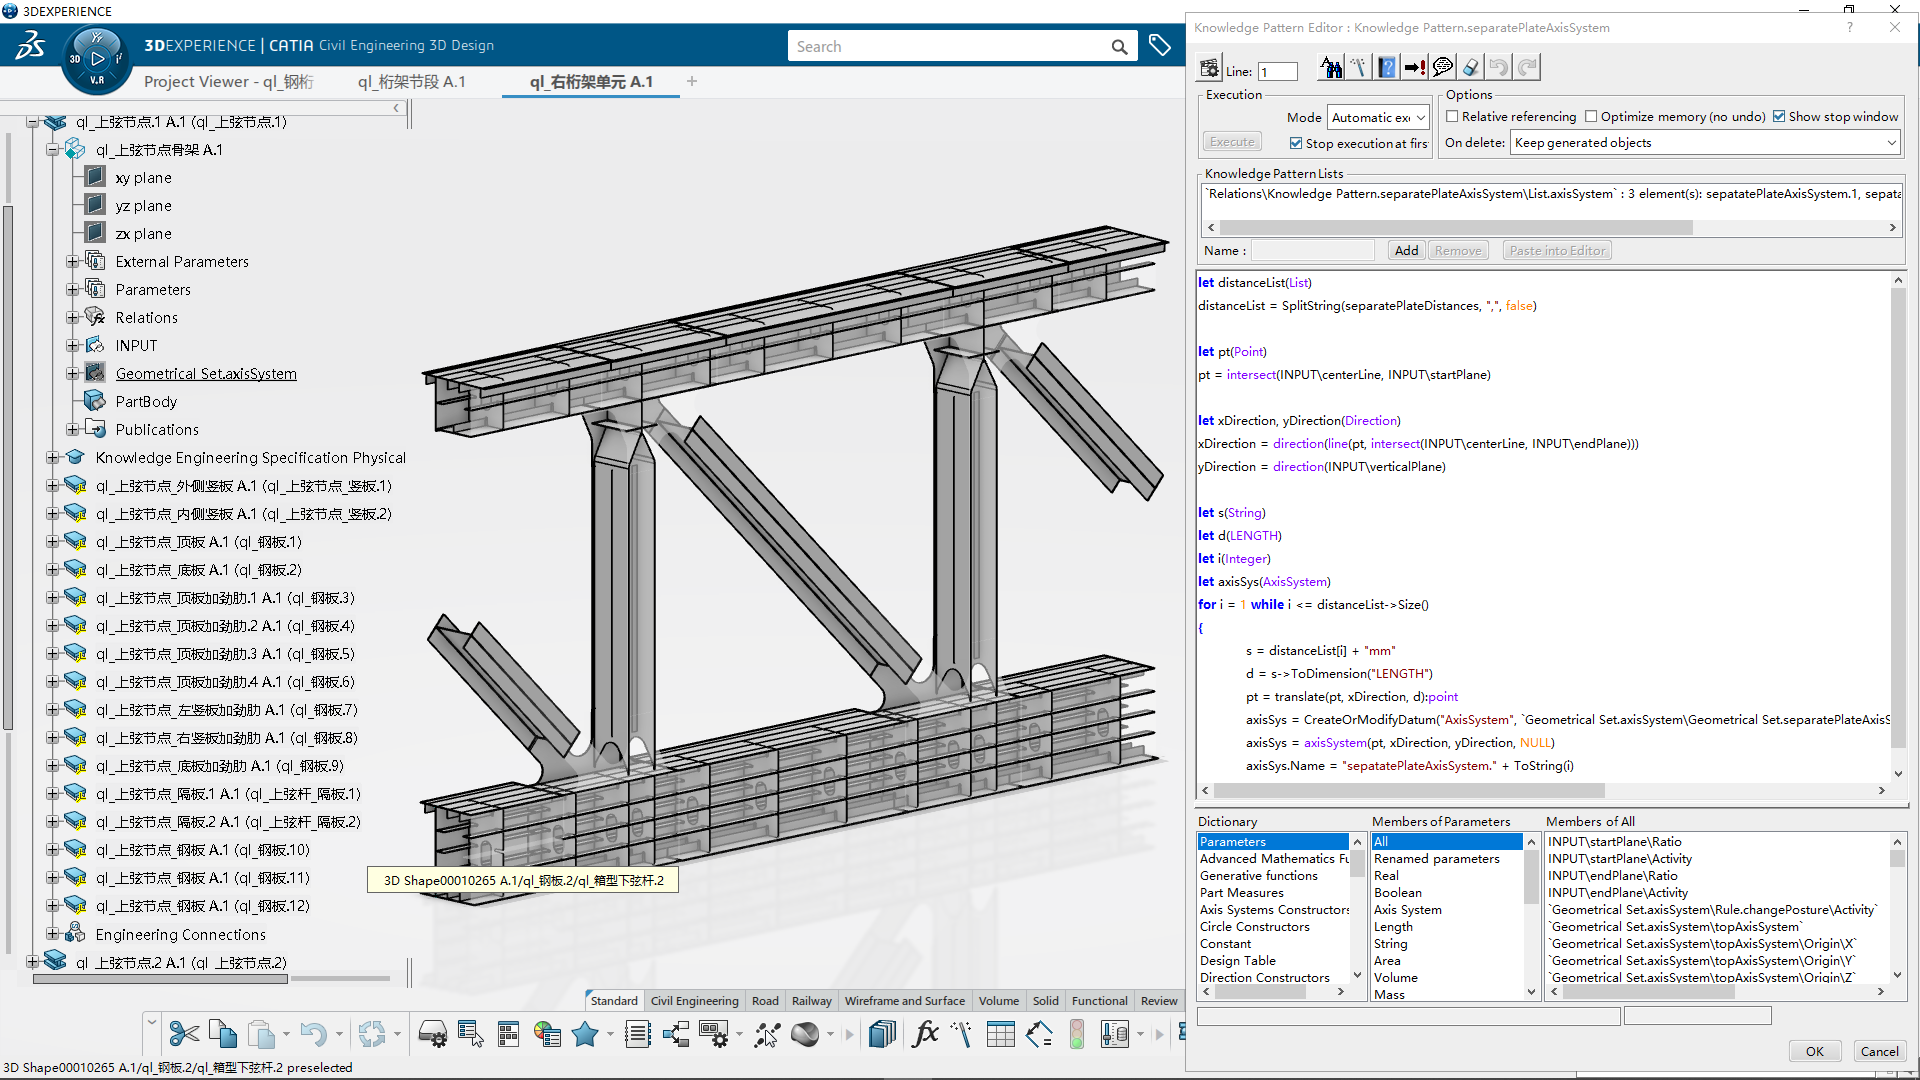 3DEXPERIENCE
3DEXPERIENCE | CATIA Civil Engineering 3D Design
Search
3D
V.R
Project Viewer - ql_钢桁
ql_桁架节段 A.1
ql_右桁架单元 A.1
ql_上弦节点.1 A.1 (ql_上弦节点.1)
ql_上弦节点骨架 A.1
xy plane
yz plane
zx plane
External Parameters
Parameters
Relations
INPUT
Geometrical Set.axisSystem
PartBody
Publications
Knowledge Engineering Specification Physical
ql_上弦节点_外侧竖板 A.1 (ql_上弦节点_竖板.1)
ql_上弦节点_内侧竖板 A.1 (ql_上弦节点_竖板.2)
ql_上弦节点_顶板 A.1 (ql_钢板.1)
ql_上弦节点_底板 A.1 (ql_钢板.2)
ql_上弦节点_顶板加劲肋.1 A.1 (ql_钢板.3)
ql_上弦节点_顶板加劲肋.2 A.1 (ql_钢板.4)
ql_上弦节点_顶板加劲肋.3 A.1 (ql_钢板.5)
ql_上弦节点_顶板加劲肋.4 A.1 (ql_钢板.6)
ql_上弦节点_左竖板加劲肋 A.1 (ql_钢板.7)
ql_上弦节点_右竖板加劲肋 A.1 (ql_钢板.8)
ql_上弦节点_底板加劲肋 A.1 (ql_钢板.9)
ql_上弦节点_隔板.1 A.1 (ql_上弦杆_隔板.1)
ql_上弦节点_隔板.2 A.1 (ql_上弦杆_隔板.2)
ql_上弦节点_钢板 A.1 (ql_钢板.10)
ql_上弦节点_钢板 A.1 (ql_钢板.11)
ql_上弦节点_钢板 A.1 (ql_钢板.12)
Engineering Connections
ql_上弦节点.2 A.1 (ql_上弦节点.2)
3D Shape00010265 A.1/ql_钢板.2/ql_箱型下弦杆.2
Standard Civil Engineering Road Railway Wireframe and Surface Volume Solid Functional Review
3D Shape00010265 A.1/ql_钢板.2/ql_箱型下弦杆.2 preselected
Knowledge Pattern Editor : Knowledge Pattern.separatePlateAxisSystem
Line: 1
Execution
Mode Automatic exe
Execute
Stop execution at firs
Options
Relative referencing Optimize memory (no undo) Show stop window
On delete: Keep generated objects
Knowledge Pattern Lists
`Relations\Knowledge Pattern.separatePlateAxisSystem\List.axisSystem` : 3 element(s): sepatatePlateAxisSystem.1, sepata
Name :
Add Remove Paste into Editor
let distanceList(List)
distanceList = SplitString(separatePlateDistances, ",", false)
let pt(Point)
pt = intersect(INPUT\centerLine, INPUT\startPlane)
let xDirection, yDirection(Direction)
xDirection = direction(line(pt, intersect(INPUT\centerLine, INPUT\endPlane)))
yDirection = direction(INPUT\verticalPlane)
let s(String)
let d(LENGTH)
let i(Integer)
let axisSys(AxisSystem)
for i = 1 while i <= distanceList->Size()
{
s = distanceList[i] + "mm"
d = s->ToDimension("LENGTH")
pt = translate(pt, xDirection, d):point
axisSys = CreateOrModifyDatum("AxisSystem", `Geometrical Set.axisSystem\Geometrical Set.separatePlateAxisS
axisSys = axisSystem(pt, xDirection, yDirection, NULL)
axisSys.Name = "sepatatePlateAxisSystem." + ToString(i)
Dictionary
Parameters
Advanced Mathematics Fu
Generative functions
Part Measures
Axis Systems Constructors
Circle Constructors
Constant
Design Table
Direction Constructors
Members of Parameters
All
Renamed parameters
Real
Boolean
Axis System
Length
String
Area
Volume
Mass
Members of All
INPUT\startPlane\Ratio
INPUT\startPlane\Activity
INPUT\endPlane\Ratio
INPUT\endPlane\Activity
`Geometrical Set.axisSystem\Rule.changePosture\Activity`
`Geometrical Set.axisSystem\topAxisSystem`
`Geometrical Set.axisSystem\topAxisSystem\Origin\X`
`Geometrical Set.axisSystem\topAxisSystem\Origin\Y`
`Geometrical Set.axisSystem\topAxisSystem\Origin\Z`
OK Cancel